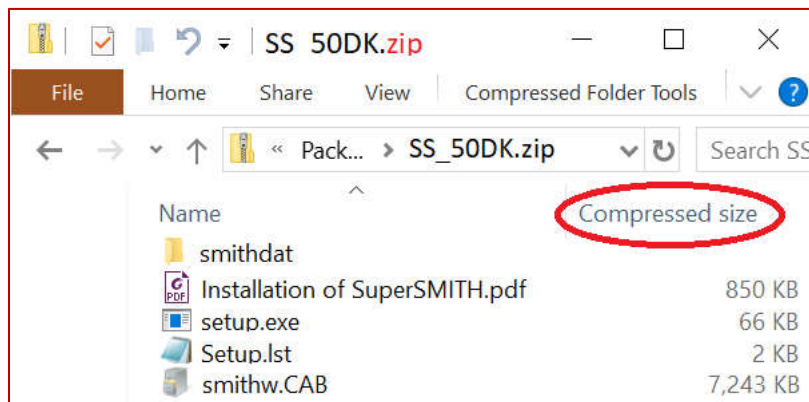 SS 50DK.zip
File Home Share View Compressed Folder Tools ?
« Pack... > SS_50DK.zip Search SS
Name Compressed size
smithdat
PDF Installation of SuperSMITH.pdf 850 KB
setup.exe 66 KB
Setup.lst 2 KB
smithw.CAB 7,243 KB